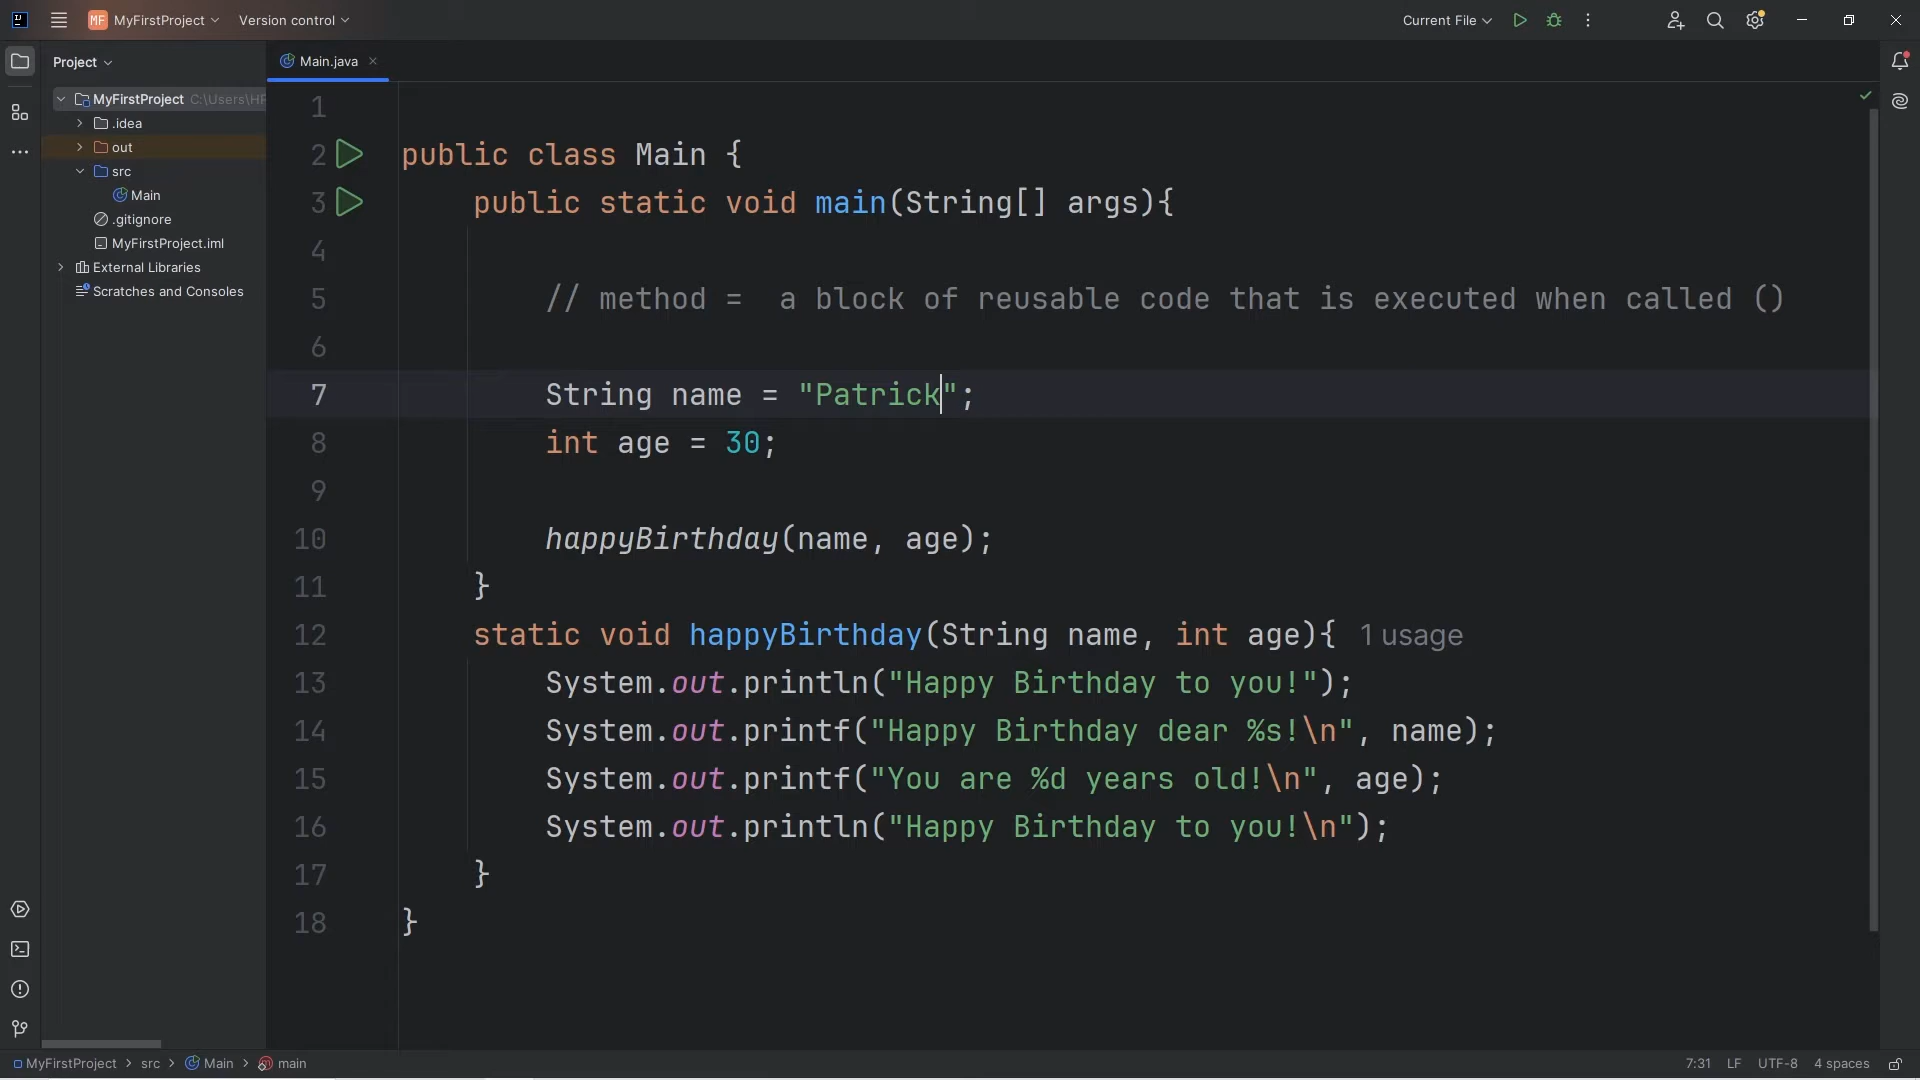 MF MyFirstProject Version control Current File
Project
Main.java
MyFirstProject C:\Users\HP
.idea
out
src
Main
.gitignore
MyFirstProject.iml
External Libraries
Scratches and Consoles
1
2 public class Main {
3 public static void main(String[] args){
4
5 // method =  a block of reusable code that is executed when called ()
6
7 String name = "Patrick";
8 int age = 30;
9
10 happyBirthday(name, age);
11 }
12 static void happyBirthday(String name, int age){ 1 usage
13 System.out.println("Happy Birthday to you!");
14 System.out.printf("Happy Birthday dear %s!\n", name);
15 System.out.printf("You are %d years old!\n", age);
16 System.out.println("Happy Birthday to you!\n");
17 }
18 }
MyFirstProject > src > Main > main 7:31 LF UTF-8 4 spaces